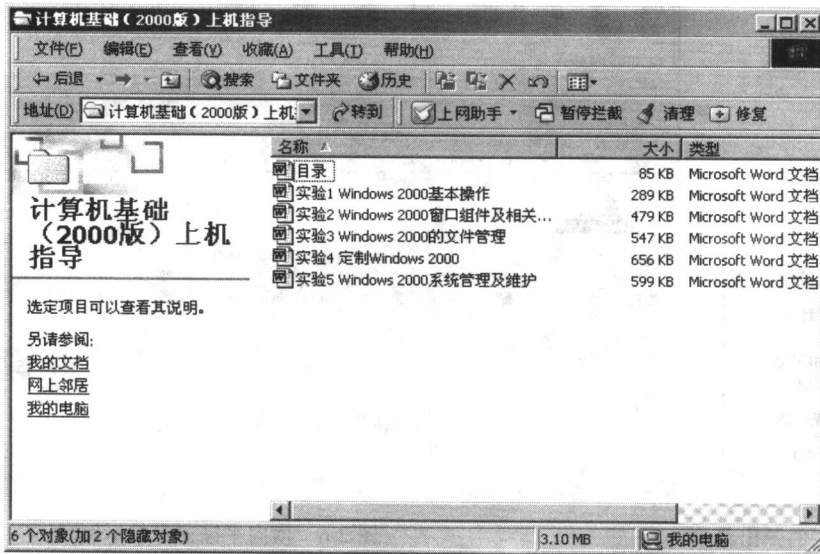 计算机基础(2000版)上机指导
文件(F) 编辑(E) 查看(V) 收藏(A) 工具(T) 帮助(H)
后退 搜索 文件夹 历史
地址(D) 计算机基础(2000版)上机 转到 上网助手 暂停拦截 清理 修复
名称 大小 类型
目录 85 KB Microsoft Word 文档
实验1 Windows 2000基本操作 289 KB Microsoft Word 文档
实验2 Windows 2000窗口组件及相关... 479 KB Microsoft Word 文档
实验3 Windows 2000的文件管理 547 KB Microsoft Word 文档
实验4 定制Windows 2000 656 KB Microsoft Word 文档
实验5 Windows 2000系统管理及维护 599 KB Microsoft Word 文档
计算机基础
(2000版)上机
指导
选定项目可以查看其说明。
另请参阅:
我的文档
网上邻居
我的电脑
6 个对象(加 2 个隐藏对象) 3.10 MB 我的电脑